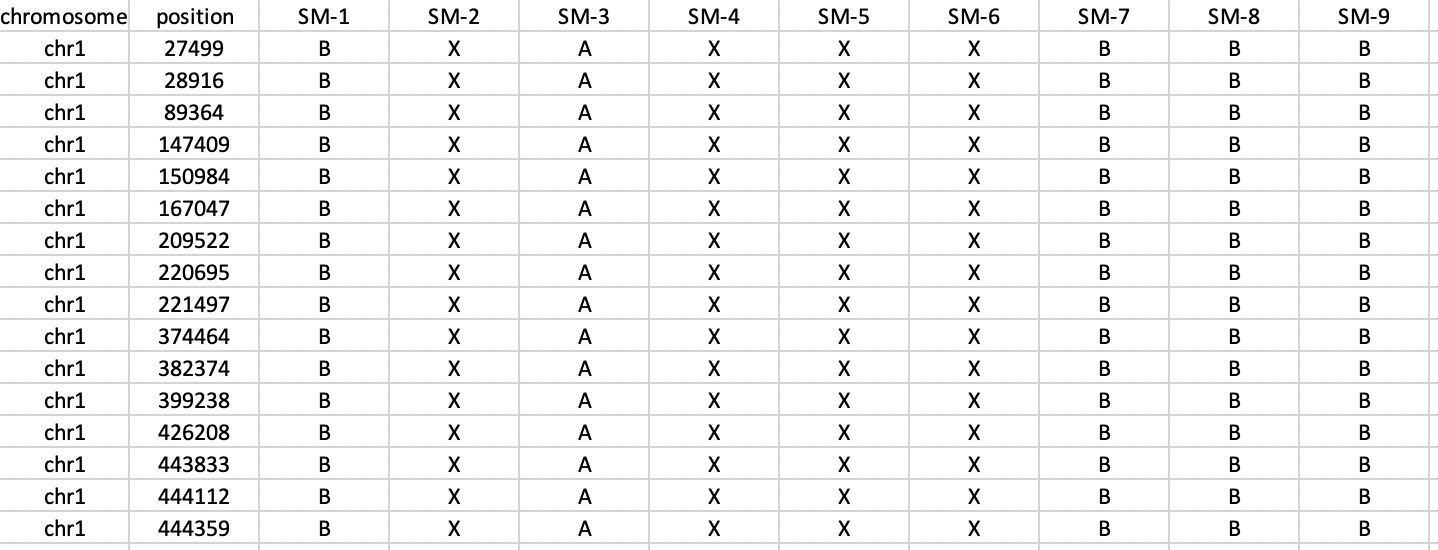 chromosome position SM-1 SM-2 SM-3 SM-4 SM-5 SM-6 SM-7 SM-8 SM-9
chr1 27499 B X A X X X B B B
chr1 28916 B X A X X X B B B
chr1 89364 B X A X X X B B B
chr1 147409 B X A X X X B B B
chr1 150984 B X A X X X B B B
chr1 167047 B X A X X X B B B
chr1 209522 B X A X X X B B B
chr1 220695 B X A X X X B B B
chr1 221497 B X A X X X B B B
chr1 374464 B X A X X X B B B
chr1 382374 B X A X X X B B B
chr1 399238 B X A X X X B B B
chr1 426208 B X A X X X B B B
chr1 443833 B X A X X X B B B
chr1 444112 B X A X X X B B B
chr1 444359 B X A X X X B B B